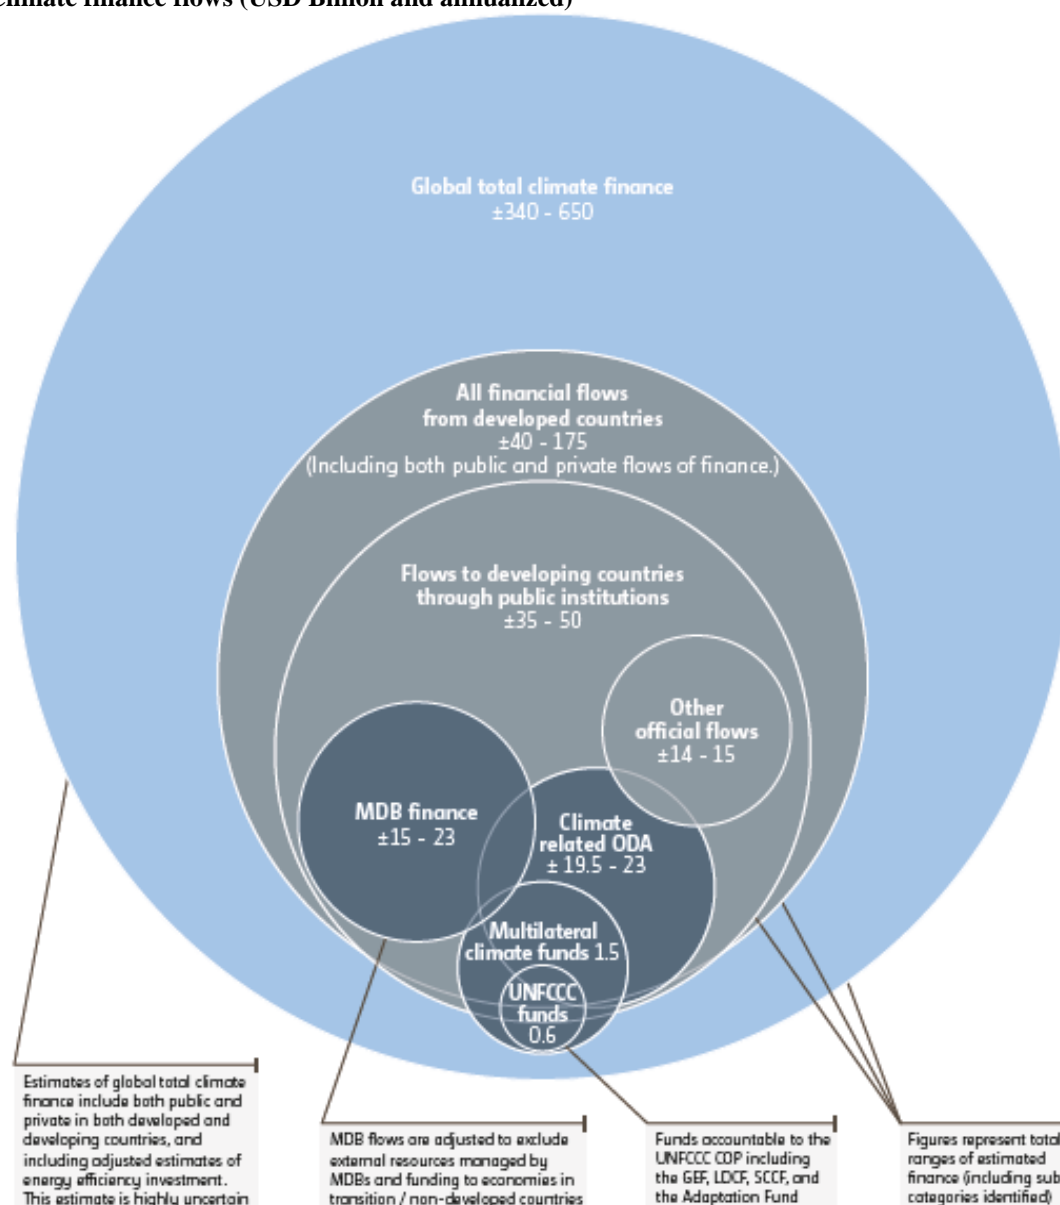 Climate finance flows (USD Billion and annualized)
Global total climate finance
±340 - 650
All financial flows
from developed countries
±40 - 175
(Including both public and private flows of finance.)
Flows to developing countries
through public institutions
±35 - 50
Other
official flows
±14 - 15
MDB finance
±15 - 23
Climate
related ODA
± 19.5 - 23
Multilateral
climate funds 1.5
UNFCCC
funds
0.6
Estimates of global total climate
finance include both public and
private in both developed and
developing countries, and
including adjusted estimates of
energy efficiency investment.
This estimate is highly uncertain
MDB flows are adjusted to exclude
external resources managed by
MDBs and funding to economies in
transition / non-developed countries
Funds accountable to the
UNFCCC COP including
the GEF, LDCF, SCCF, and
the Adaptation Fund
Figures represent total
ranges of estimated
finance (including sub
categories identified)